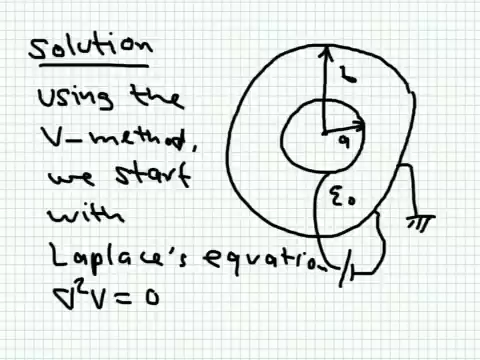 Solution
using the
V-method,
we start
with
Laplace's equation
∇²V = 0
b
a
ε₀